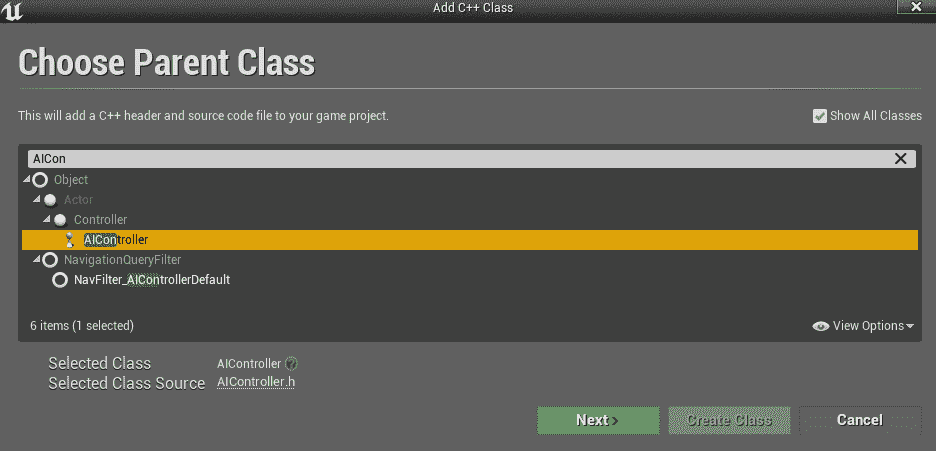 Add C++ Class
Choose Parent Class
This will add a C++ header and source code file to your game project.
Show All Classes
AICon
Object
Actor
Controller
AIController
NavigationQueryFilter
NavFilter_AIControllerDefault
6 items (1 selected)
View Options
Selected Class AIController
Selected Class Source AIController.h
Next
Create Class
Cancel